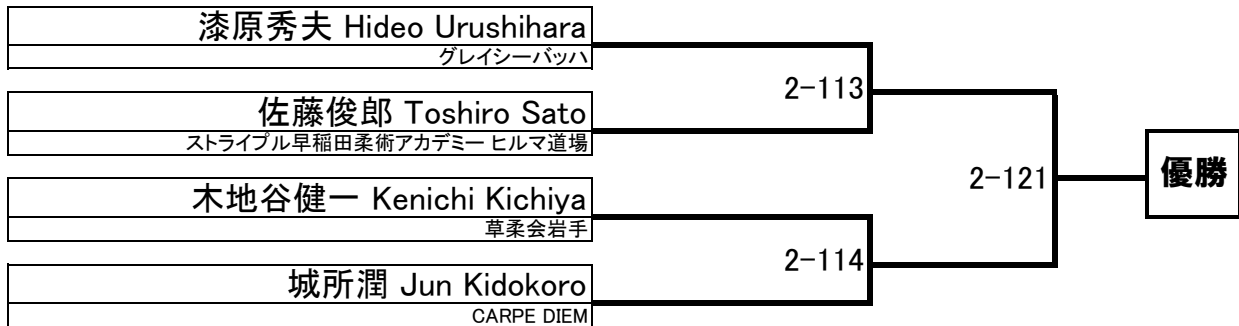 漆原秀夫 Hideo Urushihara
グレイシーバッハ
2-113
佐藤俊郎 Toshiro Sato
ストライプル早稲田柔術アカデミー ヒルマ道場
2-121
優勝
木地谷健一 Kenichi Kichiya
草柔会岩手
2-114
城所潤 Jun Kidokoro
CARPE DIEM